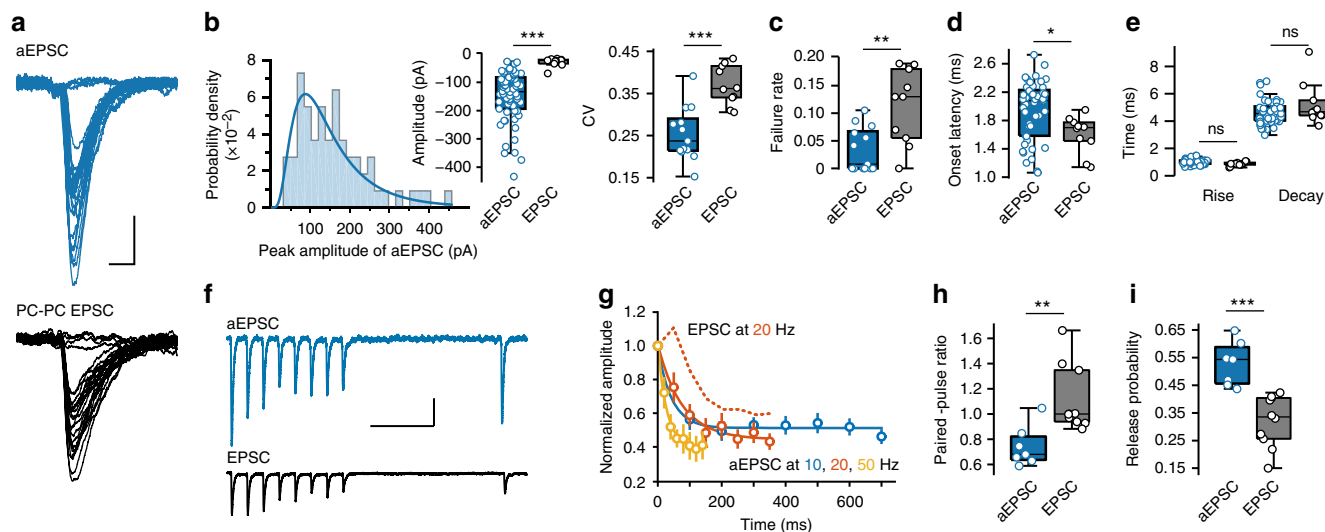 a
aEPSC
PC-PC EPSC
b
Probability density
(×10−2)
8
6
4
2
0
100
200
300
400
Peak amplitude of aEPSC (pA)
***
Amplitude (pA)
0
−100
−200
−300
−400
aEPSC
EPSC
***
CV
0.45
0.35
0.25
0.15
aEPSC
EPSC
c
**
Failure rate
0.20
0.15
0.10
0.05
0
aEPSC
EPSC
d
*
Onset latency (ms)
2.6
2.2
1.8
1.4
1.0
aEPSC
EPSC
e
ns
ns
Time (ms)
8
6
4
2
0
Rise
Decay
f
aEPSC
EPSC
g
EPSC at 20 Hz
Normalized amplitude
1.2
1.0
0.8
0.6
0.4
0.2
aEPSC at 10, 20, 50 Hz
0
200
400
600
Time (ms)
h
**
Paired -pulse ratio
1.6
1.4
1.2
1.0
0.8
0.6
aEPSC
EPSC
i
***
Release probability
0.65
0.55
0.45
0.35
0.25
0.15
aEPSC
EPSC